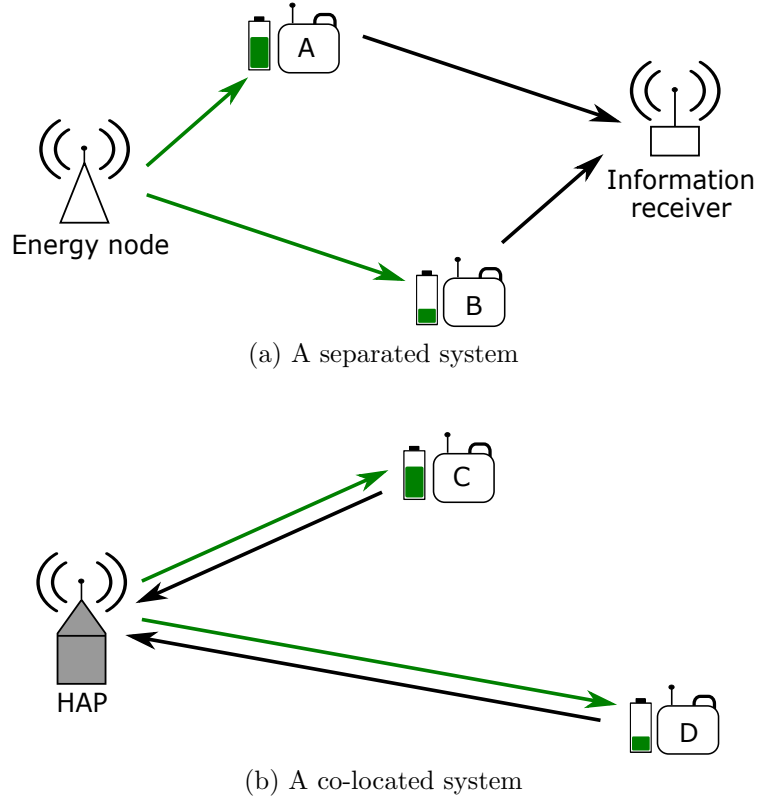 A
Information
receiver
Energy node
B
(a) A separated system
C
HAP
D
(b) A co-located system